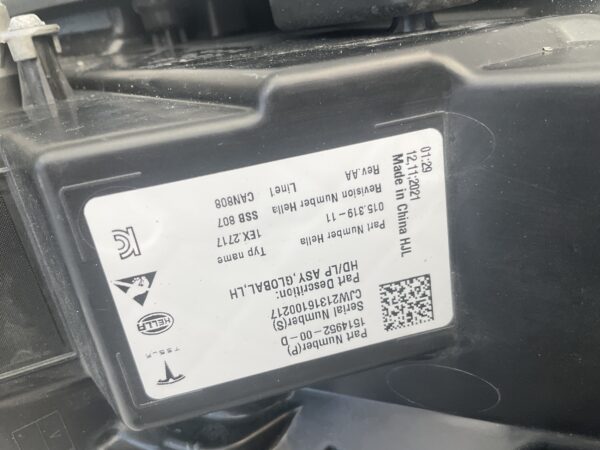 TESLA
HELLA
Part Number(P)
1514952-00-D
Serial Number(S)
CJW21316100217
Part Descrition:
HD/LP ASY,GLOBAL,LH
Part Number Hella Typ name
015.319-11 1EX.2717
Revision Number Hella SSB 807
Rev.AA Line1 CAN808
01:29
12,11,2021
Made in China HJL